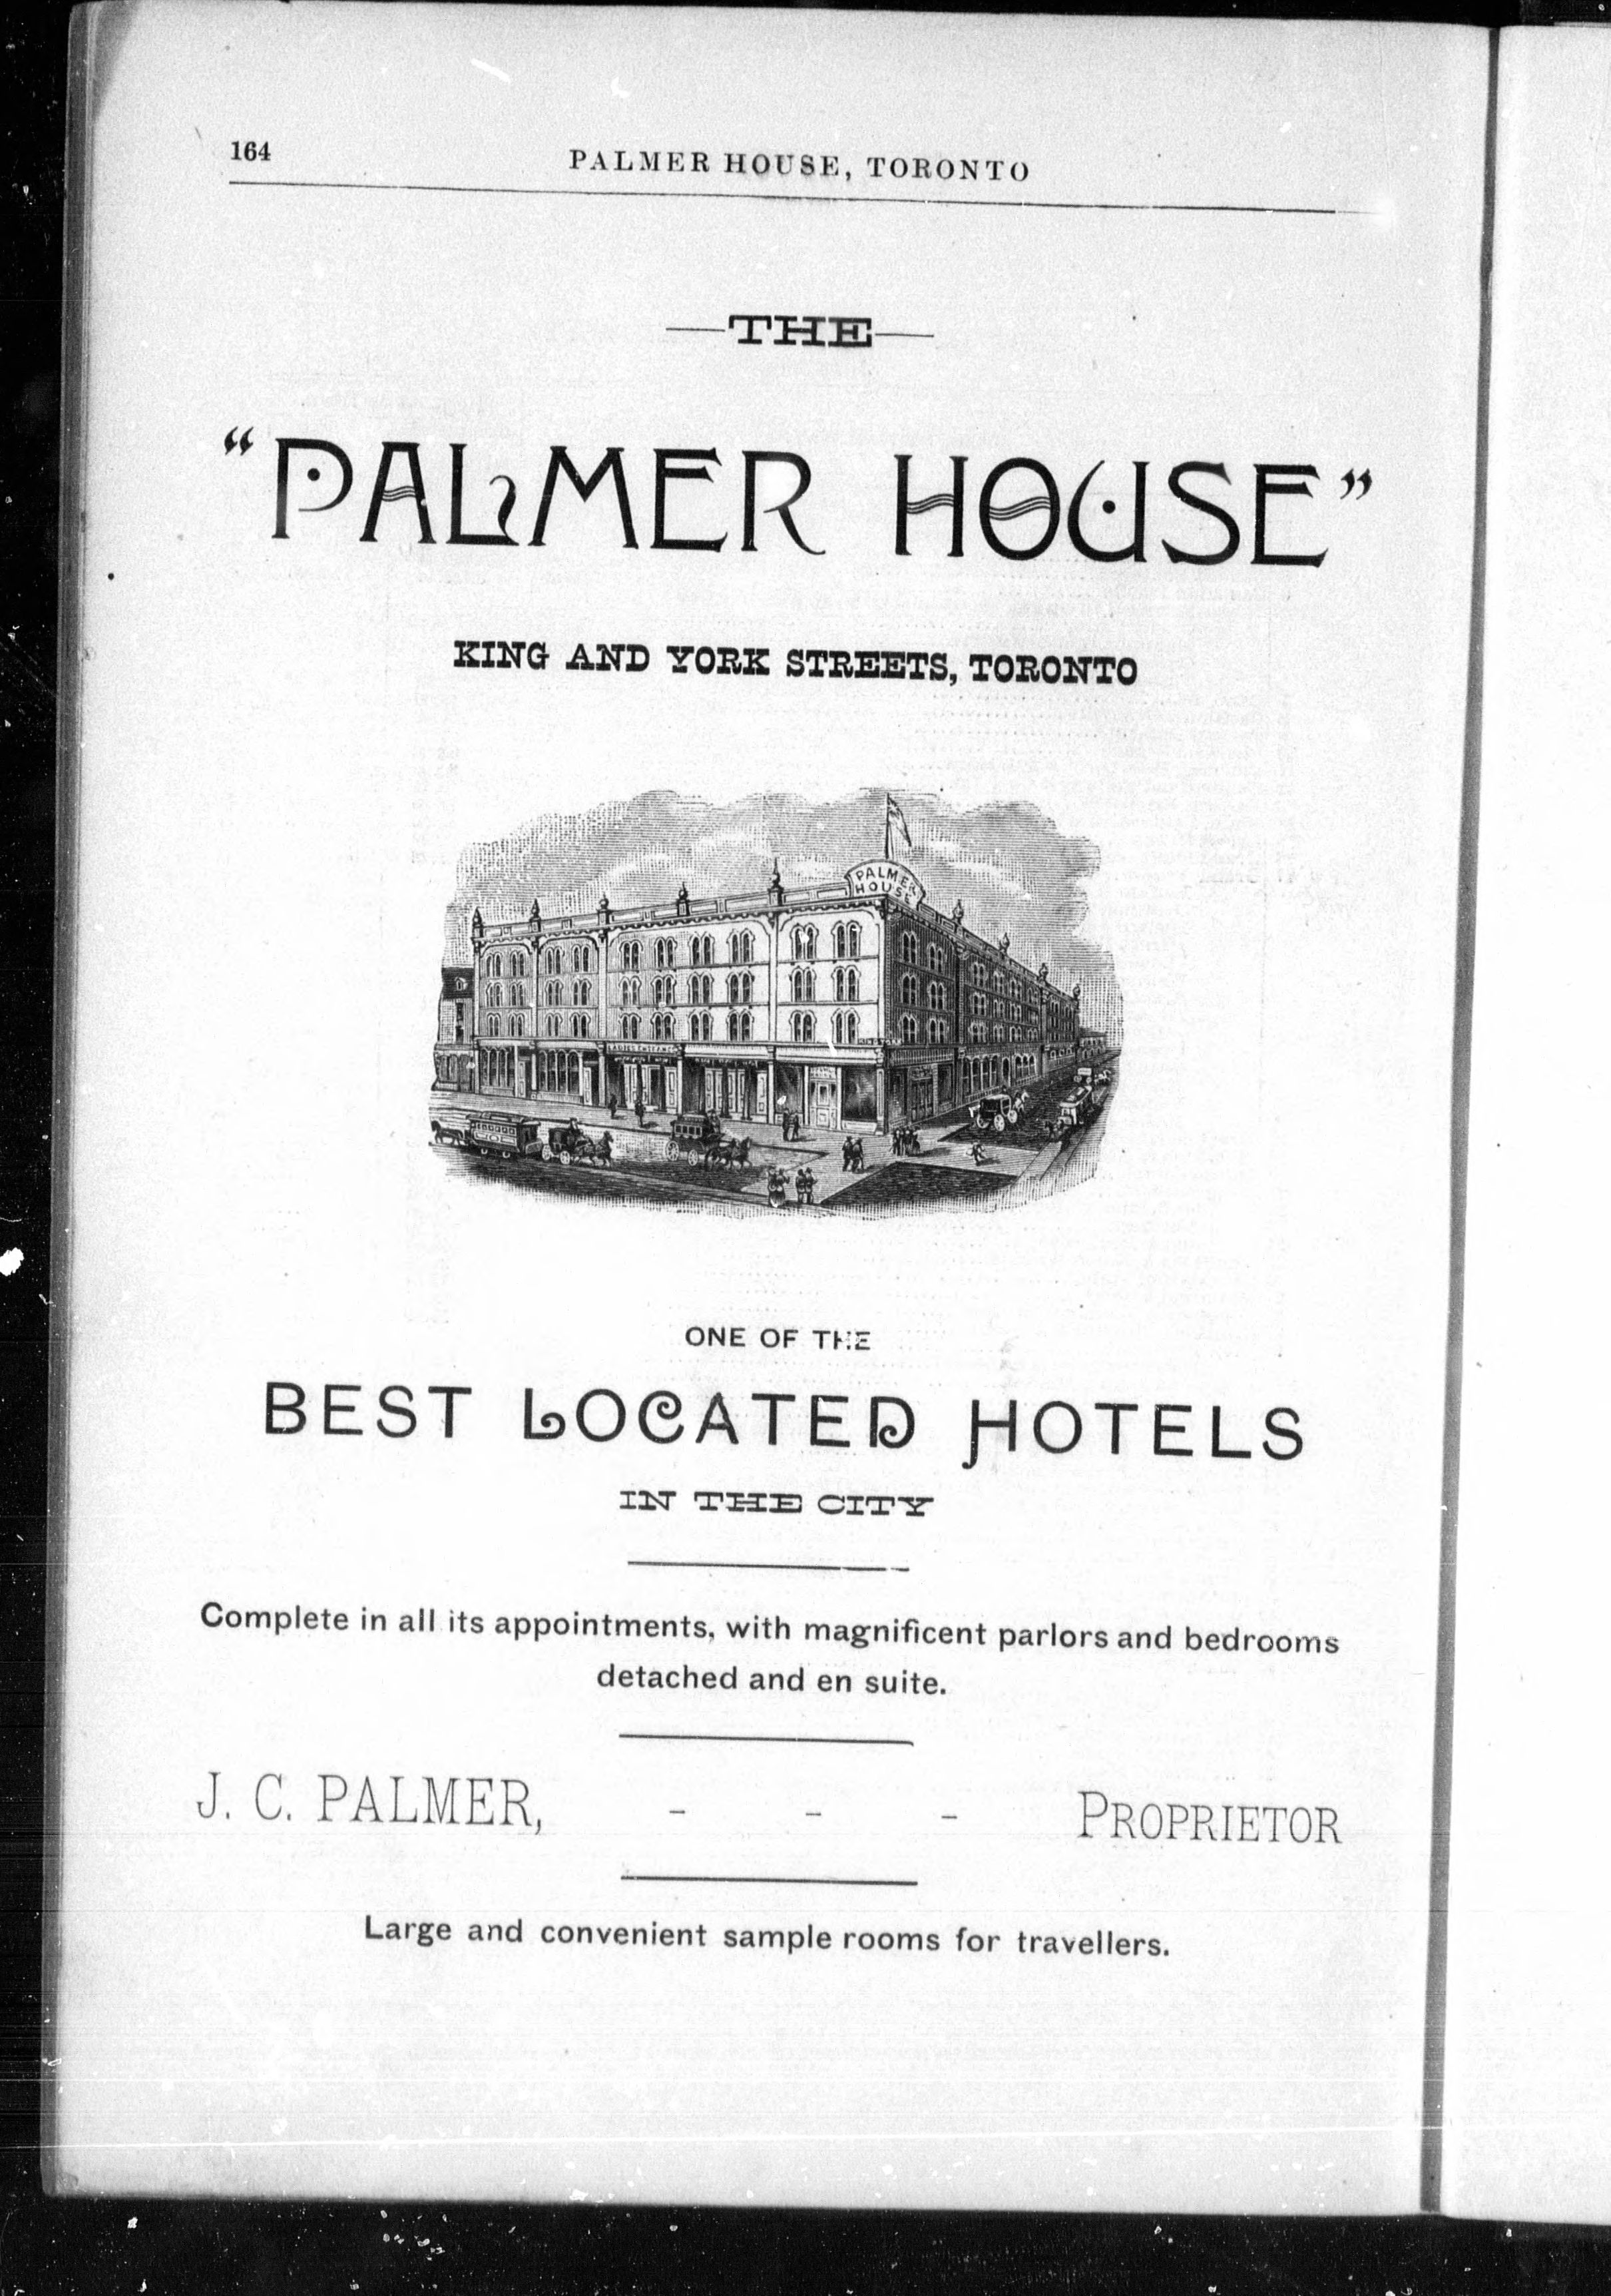 164
PALMER HOUSE, TORONTO
—THE—
“PALMER HOUSE”
KING AND YORK STREETS, TORONTO
PALMER
HOUSE
ONE OF THE
BEST LOCATED HOTELS
IN THE CITY
Complete in all its appointments, with magnificent parlors and bedrooms
detached and en suite.
J. C. PALMER, - - - PROPRIETOR
Large and convenient sample rooms for travellers.